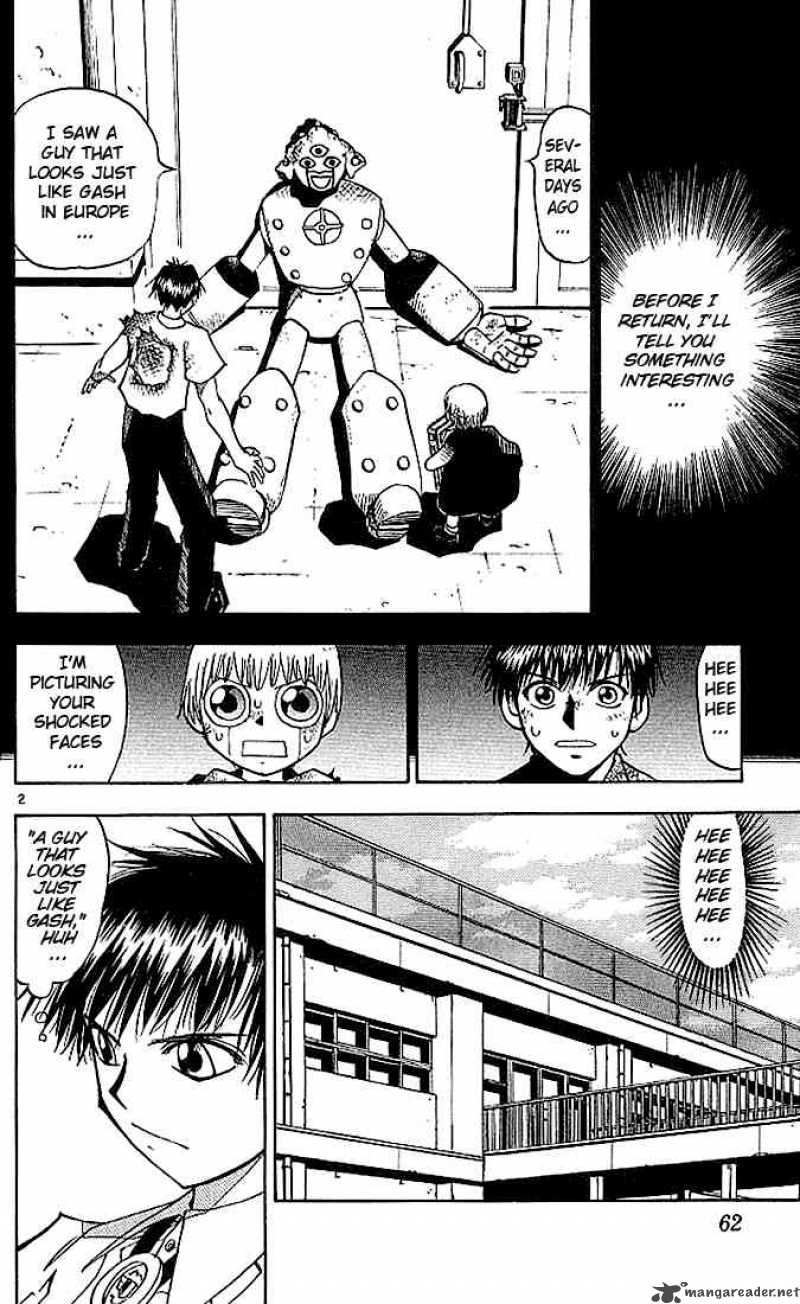 BEFORE I
RETURN, I'LL
TELL YOU
SOMETHING
INTERESTING
...
SEV-
ERAL
DAYS
AGO
...
I SAW A
GUY THAT
LOOKS JUST
LIKE GASH
IN EUROPE
...
HEE
HEE
HEE
...
I'M
PICTURING
YOUR
SHOCKED
FACES
...
2
HEE
HEE
HEE
HEE
HEE
...
"A GUY
THAT
LOOKS
JUST
LIKE
GASH,"
HUH
...
62
mangareader.net